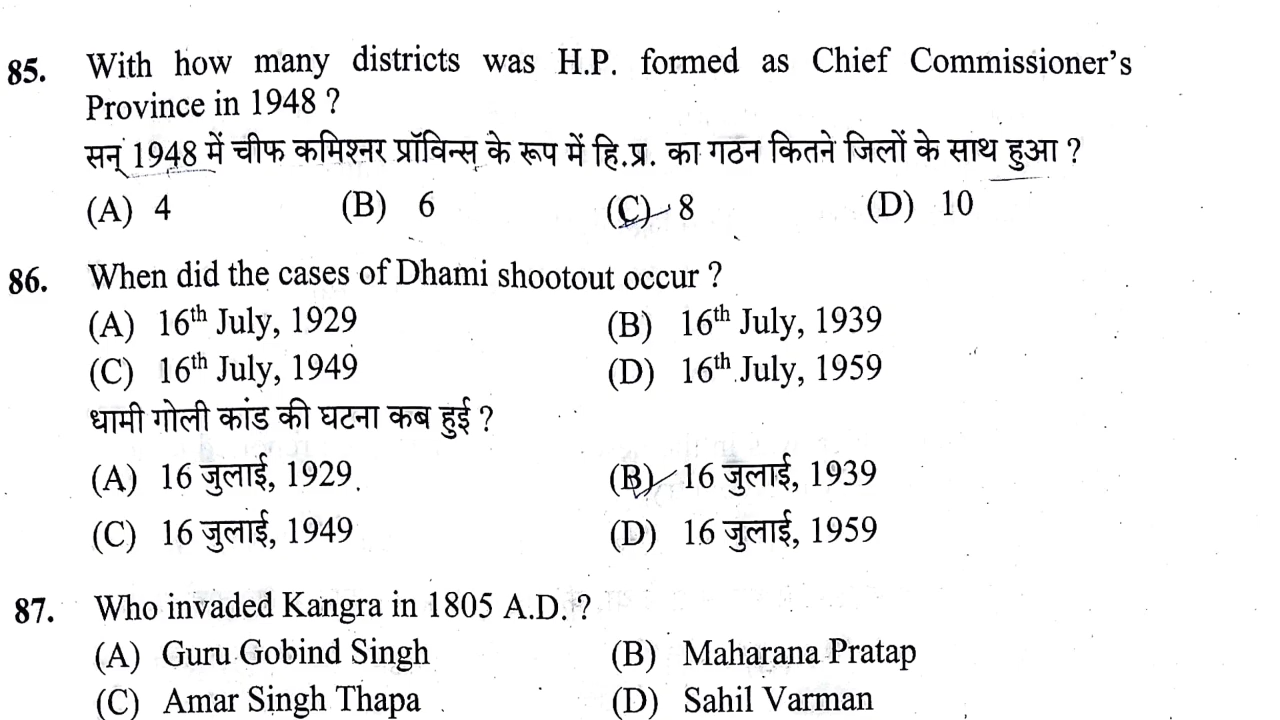 85. With how many districts was H.P. formed as Chief Commissioner's
Province in 1948 ?
सन् 1948 में चीफ कमिश्नर प्रॉविन्स के रूप में हि.प्र. का गठन कितने जिलों के साथ हुआ ?
(A) 4 (B) 6 (C) 8 (D) 10
86. When did the cases of Dhami shootout occur ?
(A) 16th July, 1929 (B) 16th July, 1939
(C) 16th July, 1949 (D) 16th July, 1959
धामी गोली कांड की घटना कब हुई ?
(A) 16 जुलाई, 1929 (B) 16 जुलाई, 1939
(C) 16 जुलाई, 1949 (D) 16 जुलाई, 1959
87. Who invaded Kangra in 1805 A.D. ?
(A) Guru Gobind Singh (B) Maharana Pratap
(C) Amar Singh Thapa (D) Sahil Varman